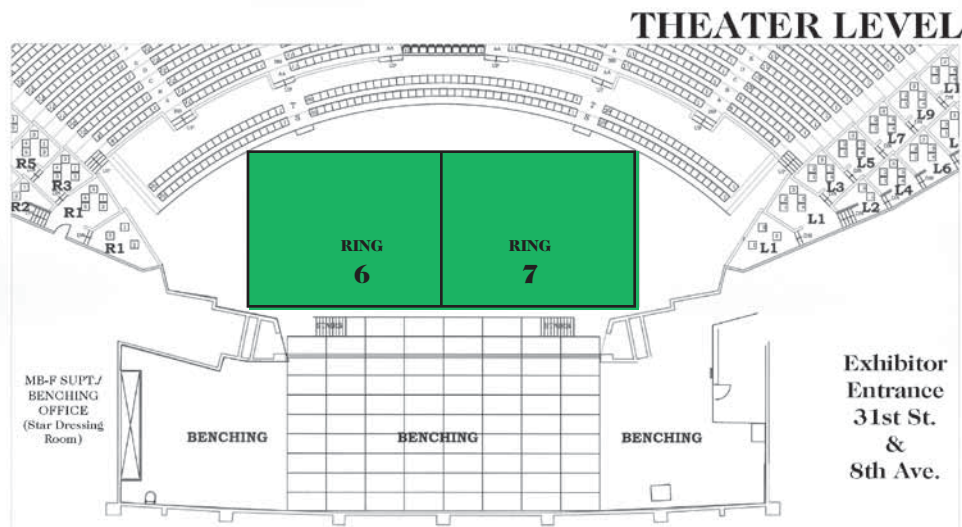 THEATER LEVEL
L1
L9
L7
L
R5
L5
L6
R3
L3
L4
R2
R1
L1
L2
R1
L1
RING
6
RING
7
MB-F SUPT./
BENCHING
OFFICE
(Star Dressing
Room)
BENCHING
BENCHING
BENCHING
Exhibitor
Entrance
31st St.
&
8th Ave.